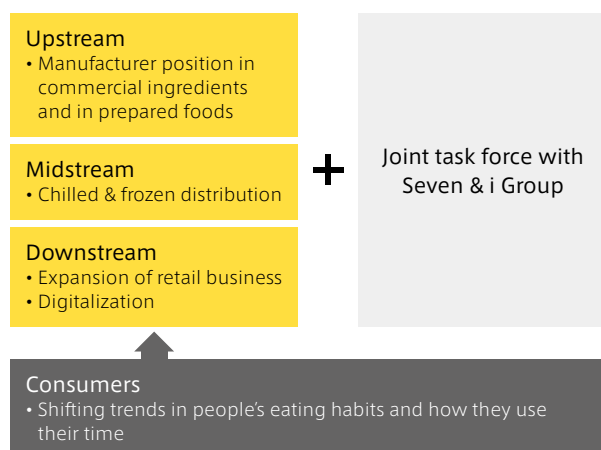 Upstream
• Manufacturer position in
commercial ingredients
and in prepared foods
Midstream
• Chilled & frozen distribution
Downstream
• Expansion of retail business
• Digitalization
+
Joint task force with
Seven & i Group
Consumers
• Shifting trends in people’s eating habits and how they use
their time